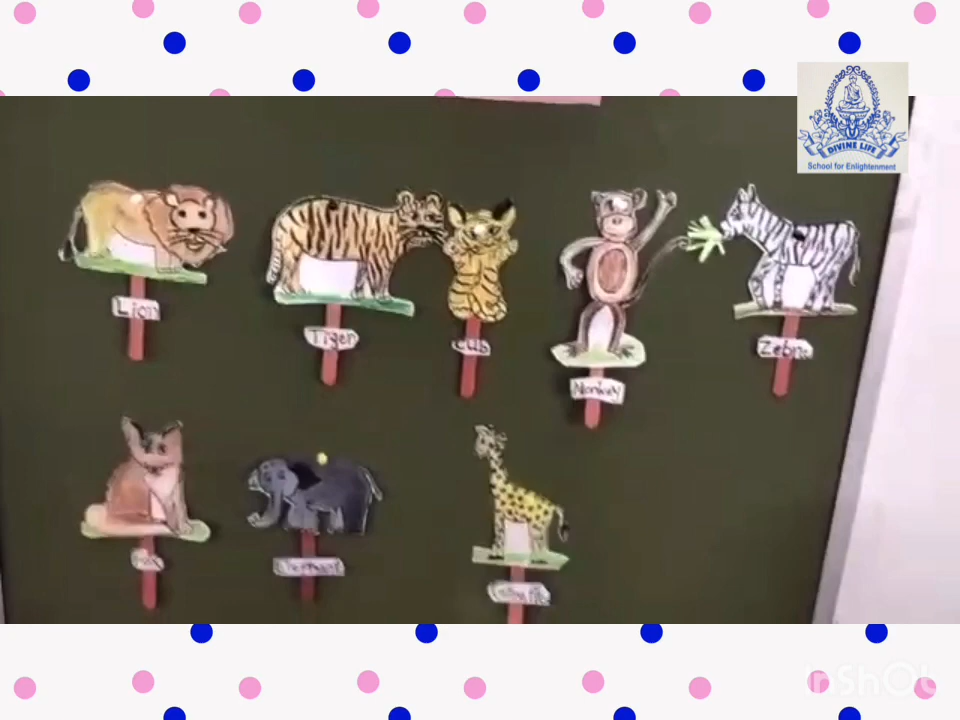 DIVINE LIFE
School for Enlightenment
Lion
Tiger
Cub
Monkey
Zebra
Fox
Elephant
Giraffe
InShOt